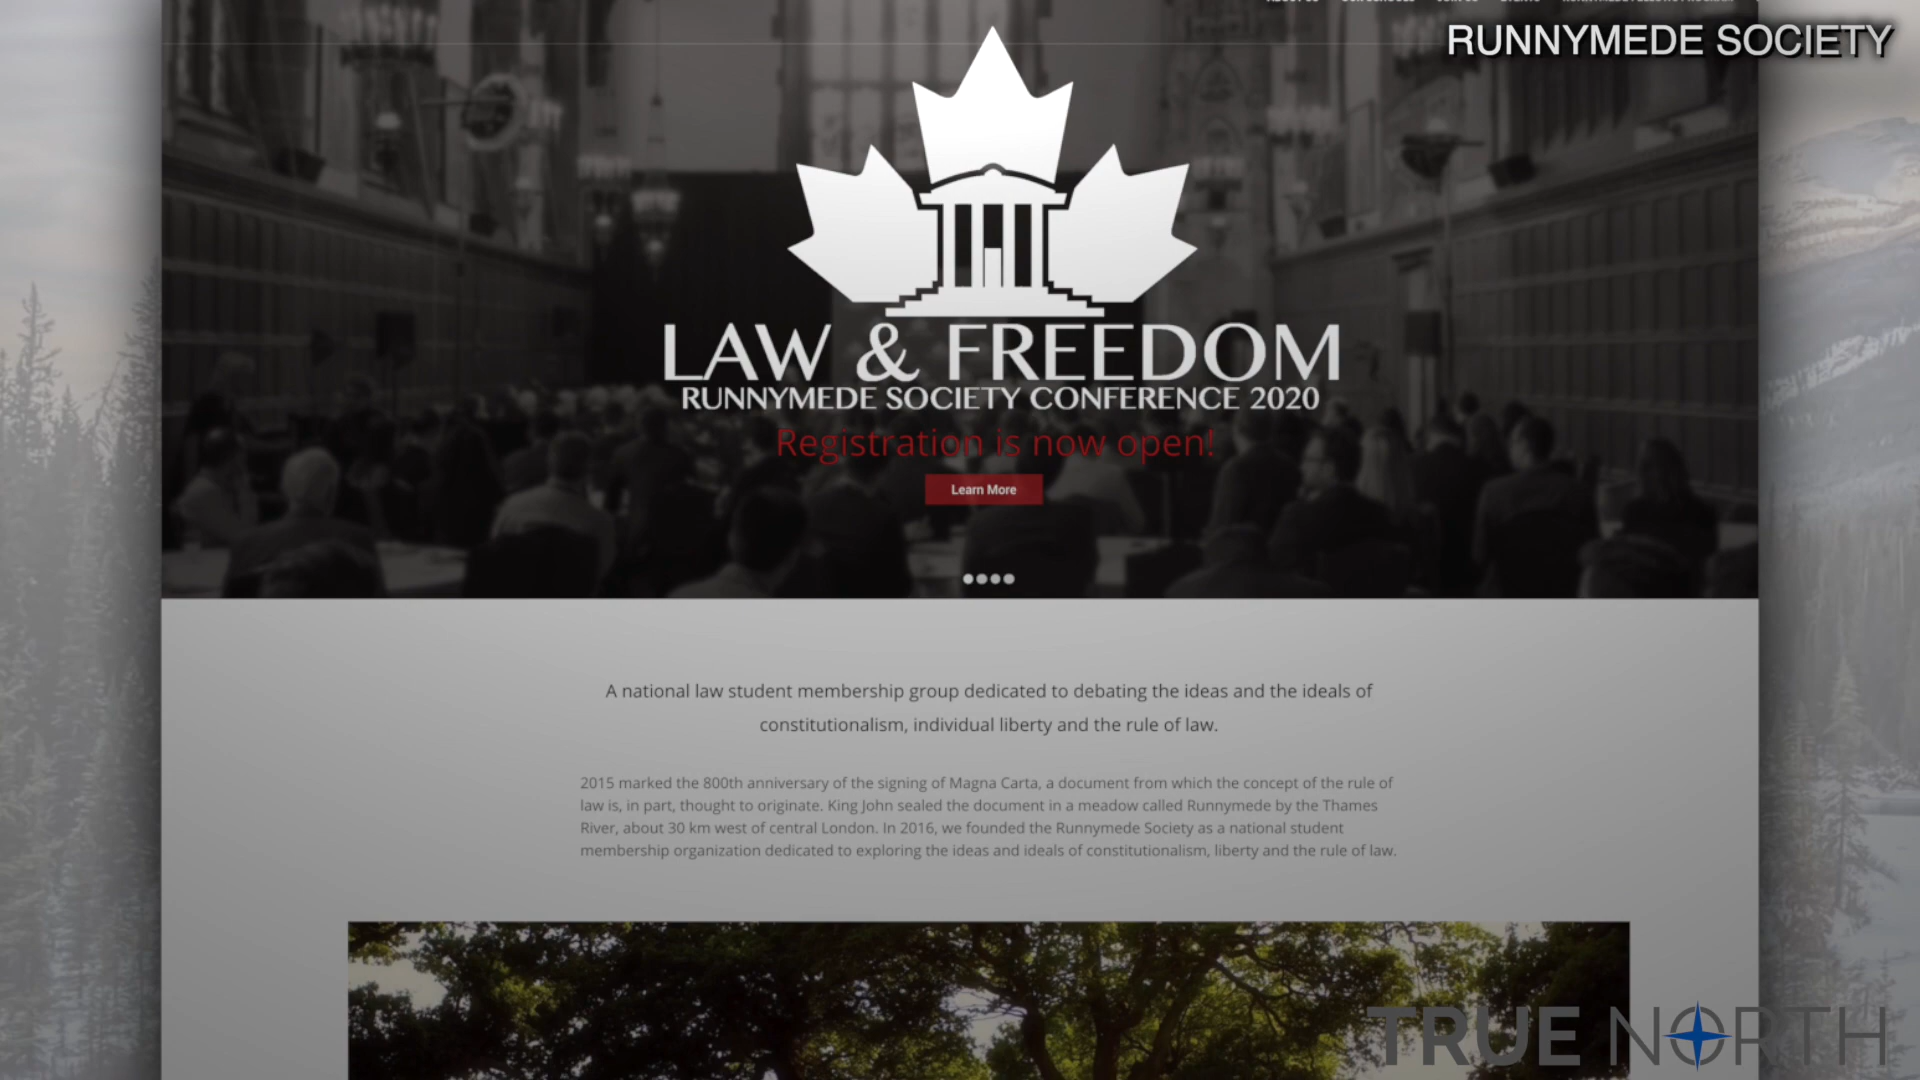 RUNNYMEDE SOCIETY
LAW & FREEDOM
RUNNYMEDE SOCIETY CONFERENCE 2020
Registration is now open!
Learn More
A national law student membership group dedicated to debating the ideas and the ideals of
constitutionalism, individual liberty and the rule of law.
2015 marked the 800th anniversary of the signing of Magna Carta, a document from which the concept of the rule of
law is, in part, thought to originate. King John sealed the document in a meadow called Runnymede by the Thames
River, about 30 km west of central London. In 2016, we founded the Runnymede Society as a national student
membership organization dedicated to exploring the ideas and ideals of constitutionalism, liberty and the rule of law.
TRUE NORTH